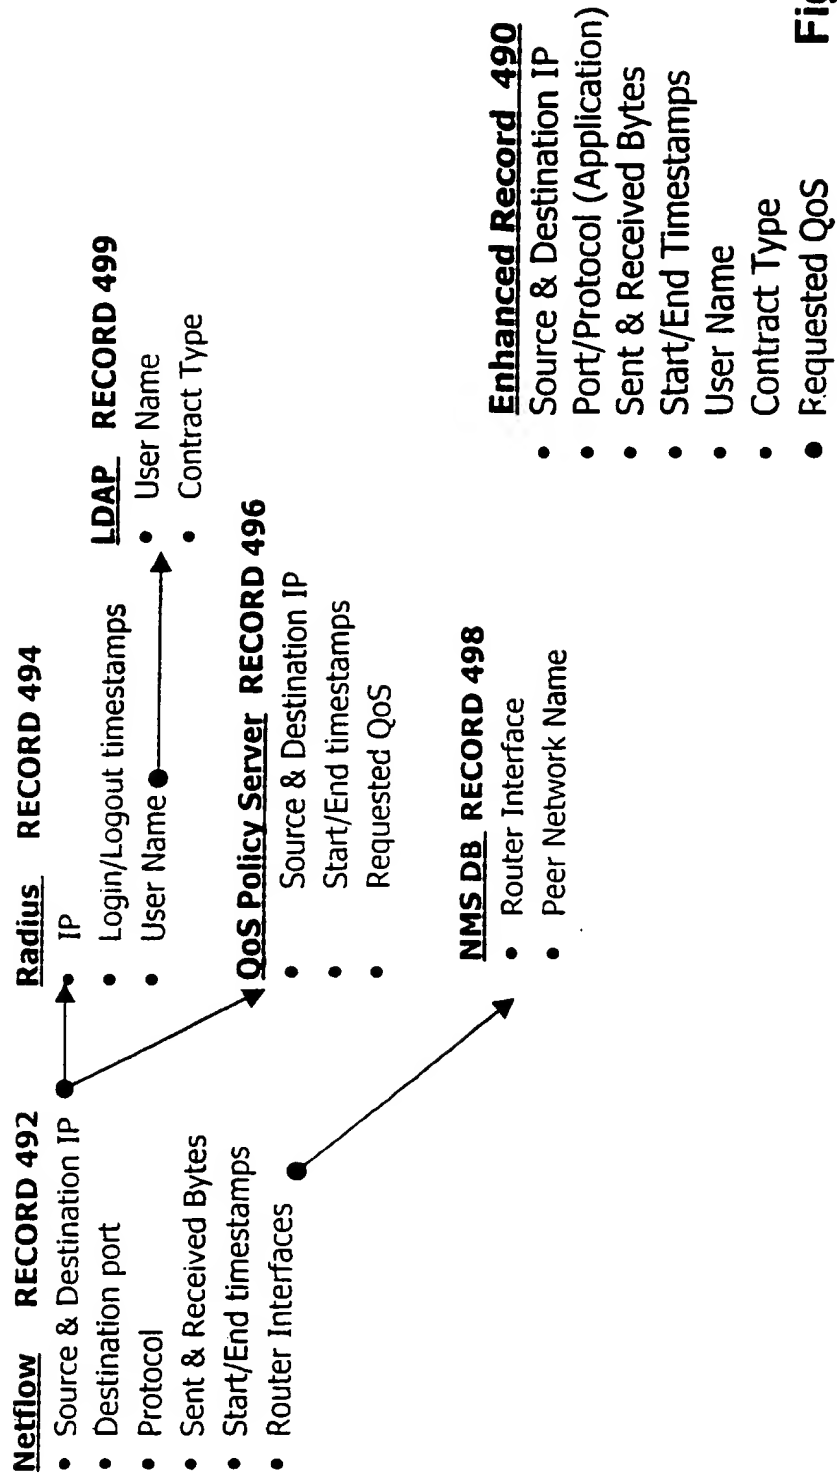 Netflow RECORD 492
• Source & Destination IP
• Destination port
• Protocol
• Sent & Received Bytes
• Start/End timestamps
• Router Interfaces
Radius RECORD 494
• IP
• Login/Logout timestamps
• User Name
LDAP RECORD 499
• User Name
• Contract Type
QoS Policy Server RECORD 496
• Source & Destination IP
• Start/End timestamps
• Requested QoS
NMS DB RECORD 498
• Router Interface
• Peer Network Name
Enhanced Record 490
• Source & Destination IP
• Port/Protocol (Application)
• Sent & Received Bytes
• Start/End Timestamps
• User Name
• Contract Type
• Requested QoS